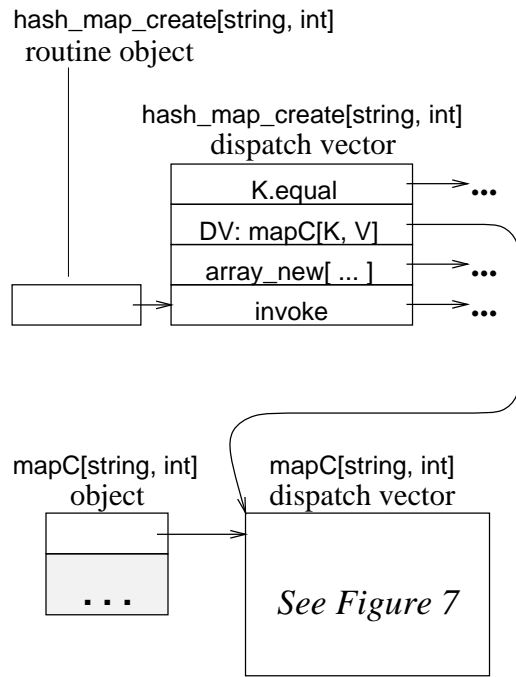 hash_map_create[string, int]
routine object
hash_map_create[string, int]
dispatch vector
K.equal
...
DV: mapC[K, V]
array_new[ ... ]
...
invoke
...
mapC[string, int]
object
mapC[string, int]
dispatch vector
. . .
See Figure 7